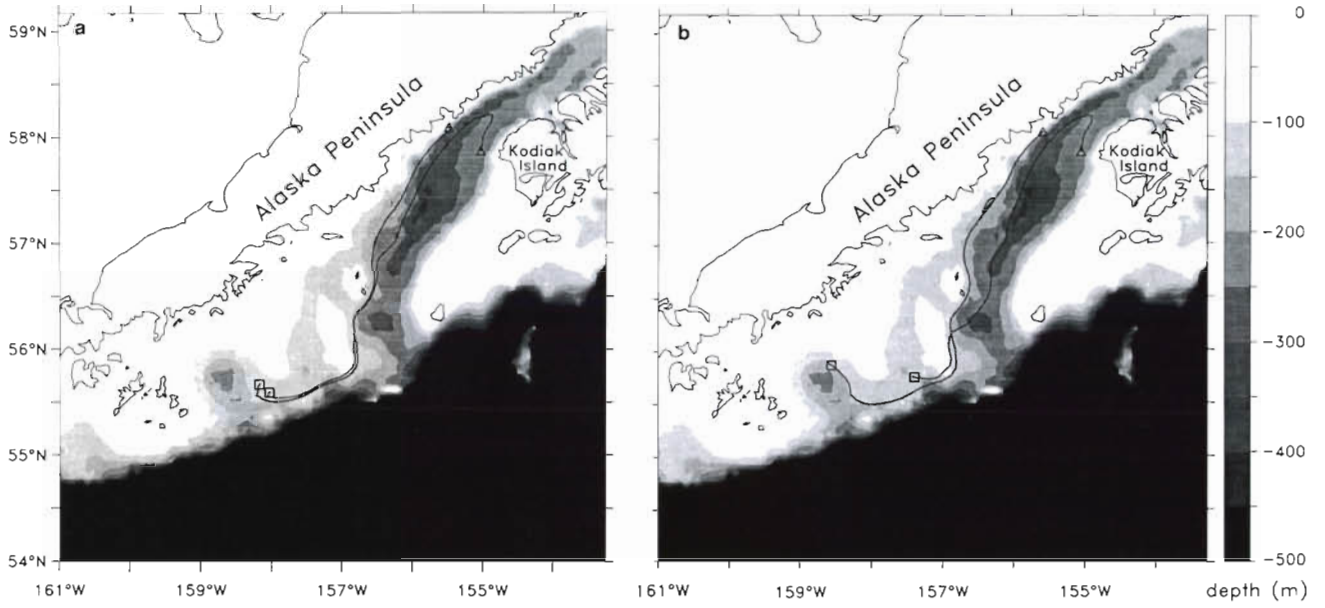 a
59°N
58°N
57°N
56°N
55°N
54°N
161°W
159°W
157°W
155°W
Alaska Peninsula
Kodiak
Island
b
161°W
159°W
157°W
155°W
Alaska Peninsula
Kodiak
Island
0
-100
-200
-300
-400
-500
depth (m)